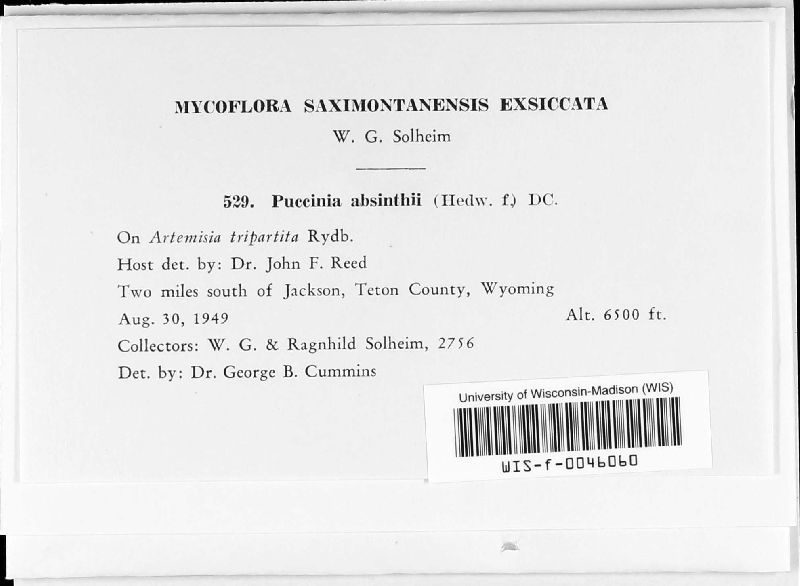 MYCOFLORA SAXIMONTANENSIS EXSICCATA
W. G. Solheim
529. Puccinia absinthii (Hedw. f.) DC.
On Artemisia tripartita Rydb.
Host det. by: Dr. John F. Reed
Two miles south of Jackson, Teton County, Wyoming
Aug. 30, 1949 Alt. 6500 ft.
Collectors: W. G. & Ragnhild Solheim, 2756
Det. by: Dr. George B. Cummins
University of Wisconsin-Madison (WIS)
WIS-f-0046060